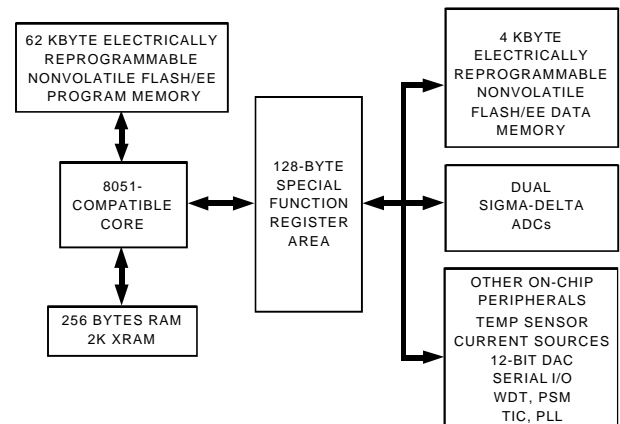 62 KBYTE ELECTRICALLY
REPROGRAMMABLE
NONVOLATILE FLASH/EE
PROGRAM MEMORY
8051-
COMPATIBLE
CORE
256 BYTES RAM
2K XRAM
128-BYTE
SPECIAL
FUNCTION
REGISTER
AREA
4 KBYTE
ELECTRICALLY
REPROGRAMMABLE
NONVOLATILE
FLASH/EE DATA
MEMORY
DUAL
SIGMA-DELTA
ADCs
OTHER ON-CHIP
PERIPHERALS
TEMP SENSOR
CURRENT SOURCES
12-BIT DAC
SERIAL I/O
WDT, PSM
TIC, PLL